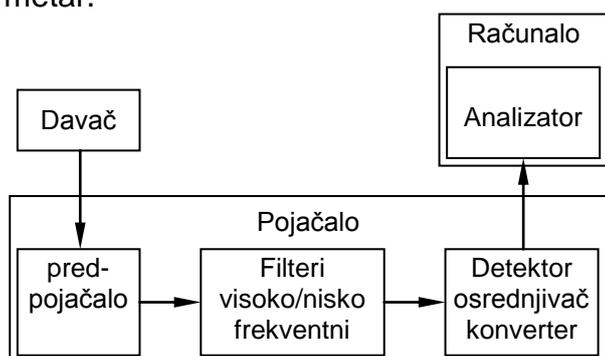 metar.
Računalo
Analizator
Davač
Pojačalo
pred-
pojačalo
Filteri
visoko/nisko
frekventni
Detektor
osrednjivač
konverter